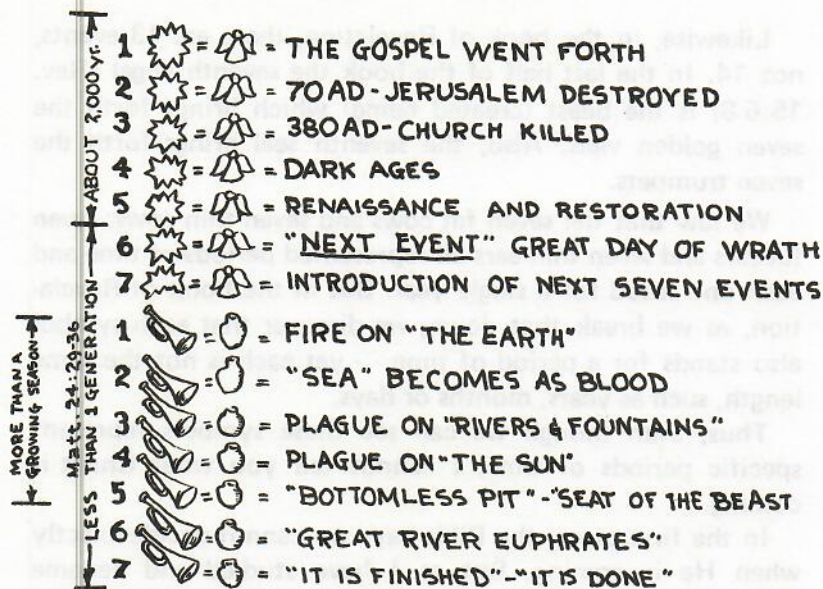 1 = = THE GOSPEL WENT FORTH
2 = = 70 AD - JERUSALEM DESTROYED
3 = = 380 AD - CHURCH KILLED
4 = = DARK AGES
5 = = RENAISSANCE AND RESTORATION
6 = = NEXT EVENT - GREAT DAY OF WRATH
7 = = INTRODUCTION OF NEXT SEVEN EVENTS
1 = = FIRE ON "THE EARTH"
2 = = "SEA" BECOMES AS BLOOD
3 = = PLAGUE ON RIVERS & FOUNTAINS"
4 = = PLAGUE ON "THE SUN"
5 = = "BOTTOMLESS PIT" - "SEAT OF THE BEAST
6 = = "GREAT RIVER EUPHRATES"
7 = = "IT IS FINISHED" - "IT IS DONE"
ABOUT 2,000 yr.
LESS THAN 1 GENERATION
MATT. 24:29-34
MORE THAN A
GROWING SEASON